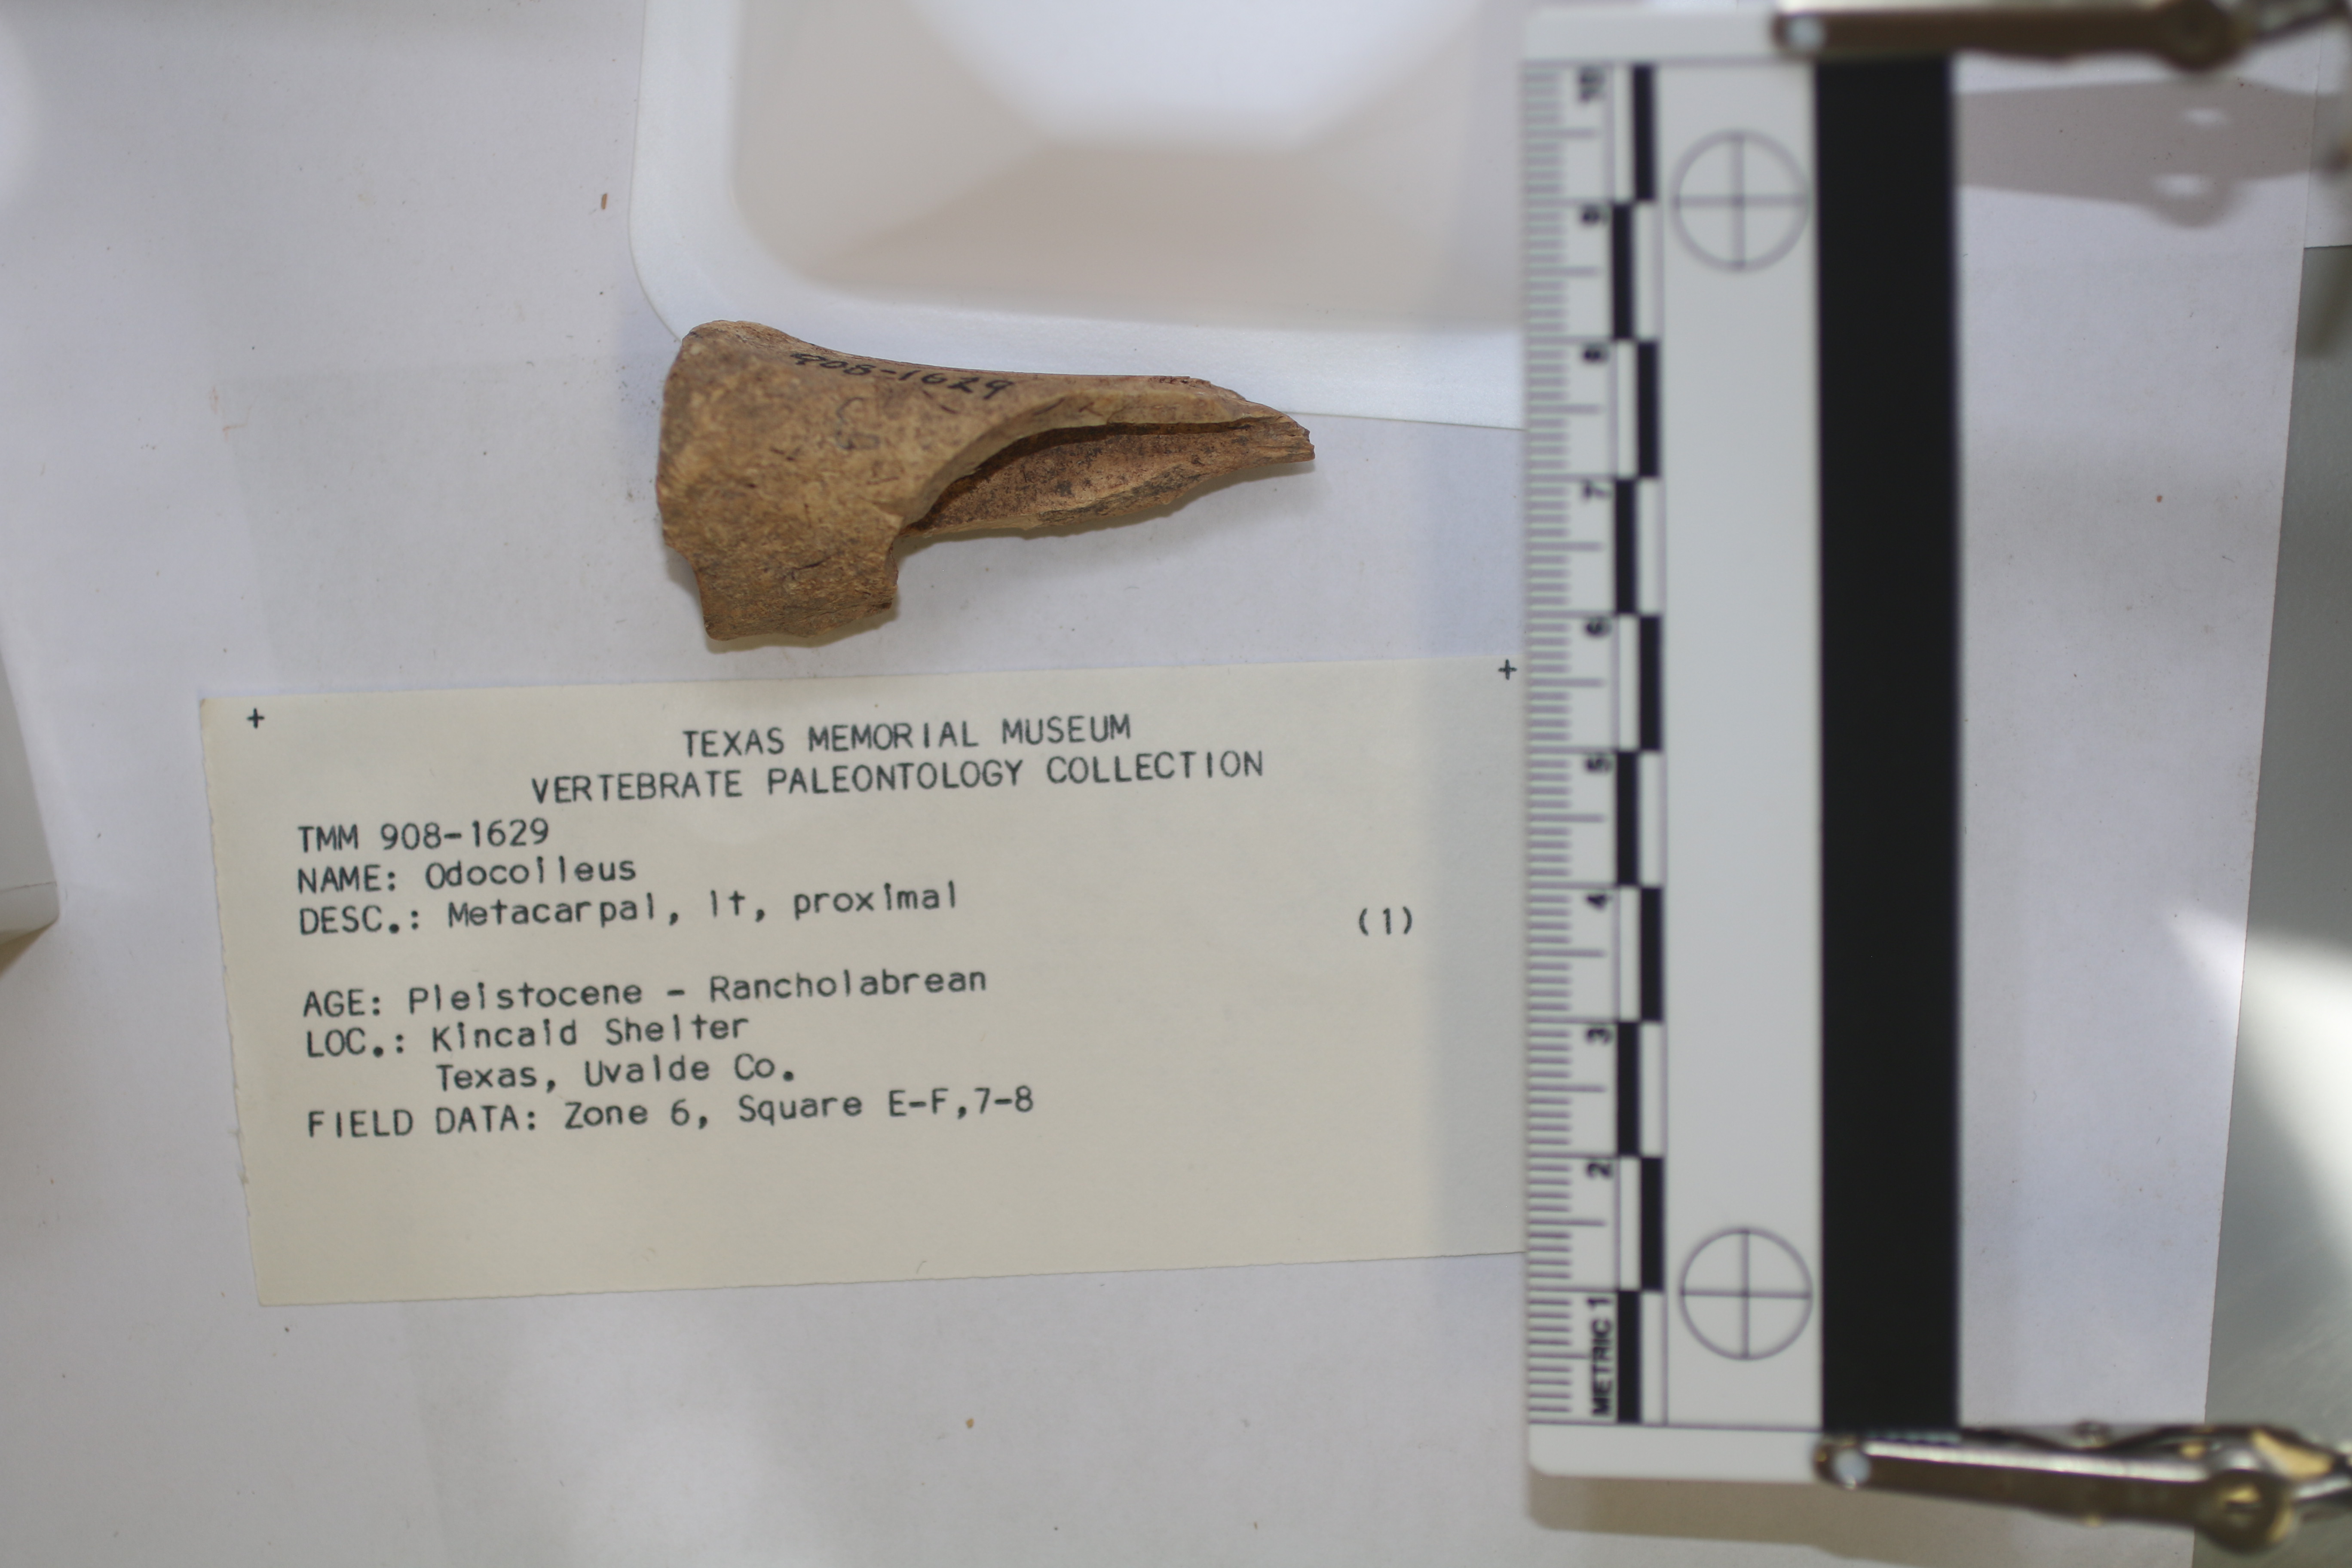 TEXAS MEMORIAL MUSEUM
VERTEBRATE PALEONTOLOGY COLLECTION
TMM 908-1629
NAME: Odocoileus
DESC.: Metacarpal, lt, proximal (1)
AGE: Pleistocene - Rancholabrean
LOC.: Kincaid Shelter
Texas, Uvalde Co.
FIELD DATA: Zone 6, Square E-F,7-8
908-1629
METRIC 1 2 3 4 5 6 7 8 9 10